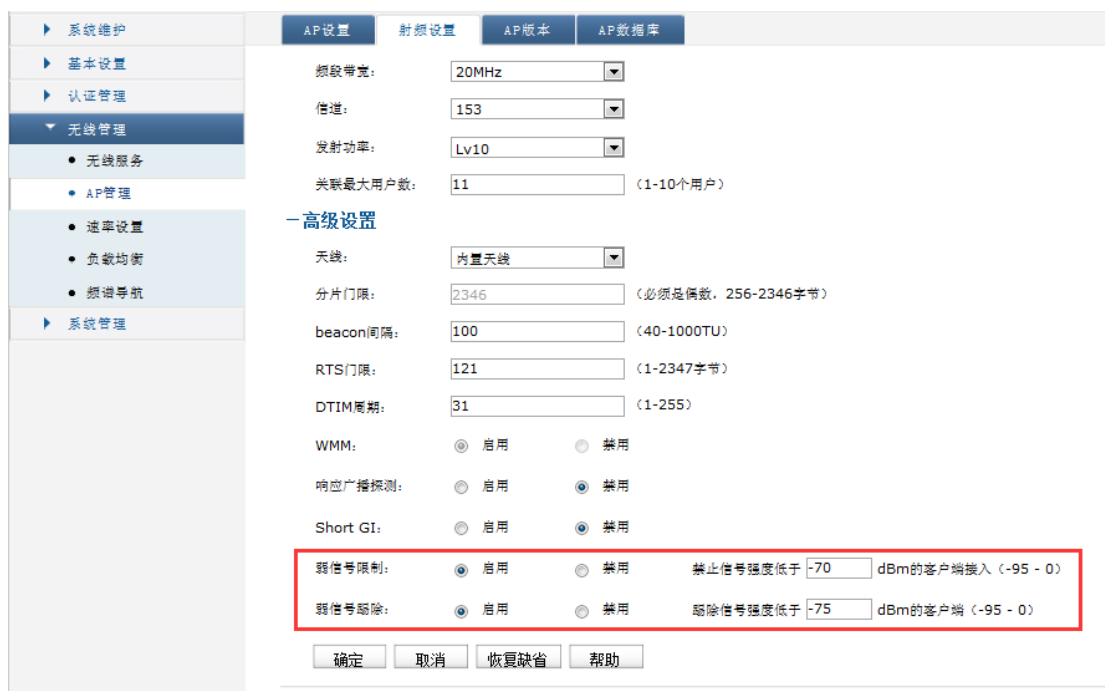 系统维护
基本设置
认证管理
无线管理
无线服务
AP管理
速率设置
负载均衡
频谱导航
系统管理
AP设置 射频设置 AP版本 AP数据库
频段带宽: 20MHz
信道: 153
发射功率: Lv10
关联最大用户数: 11 (1-10个用户)
－高级设置
天线: 内置天线
分片门限: 2346 (必须是偶数, 256-2346字节)
beacon间隔: 100 (40-1000TU)
RTS门限: 121 (1-2347字节)
DTIM周期: 31 (1-255)
WMM: 启用 禁用
响应广播探测: 启用 禁用
Short GI: 启用 禁用
弱信号限制: 启用 禁用 禁止信号强度低于 -70 dBm的客户端接入 (-95 - 0)
弱信号踢除: 启用 禁用 踢除信号强度低于 -75 dBm的客户端 (-95 - 0)
确定 取消 恢复缺省 帮助